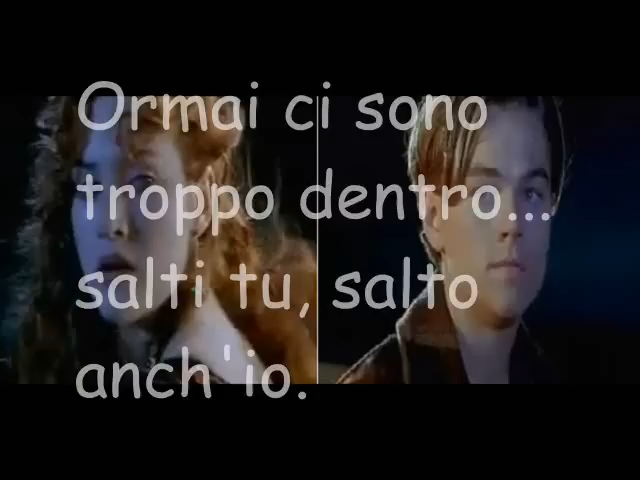 Ormai ci sono
troppo dentro...
salti tu, salto
anch'io.